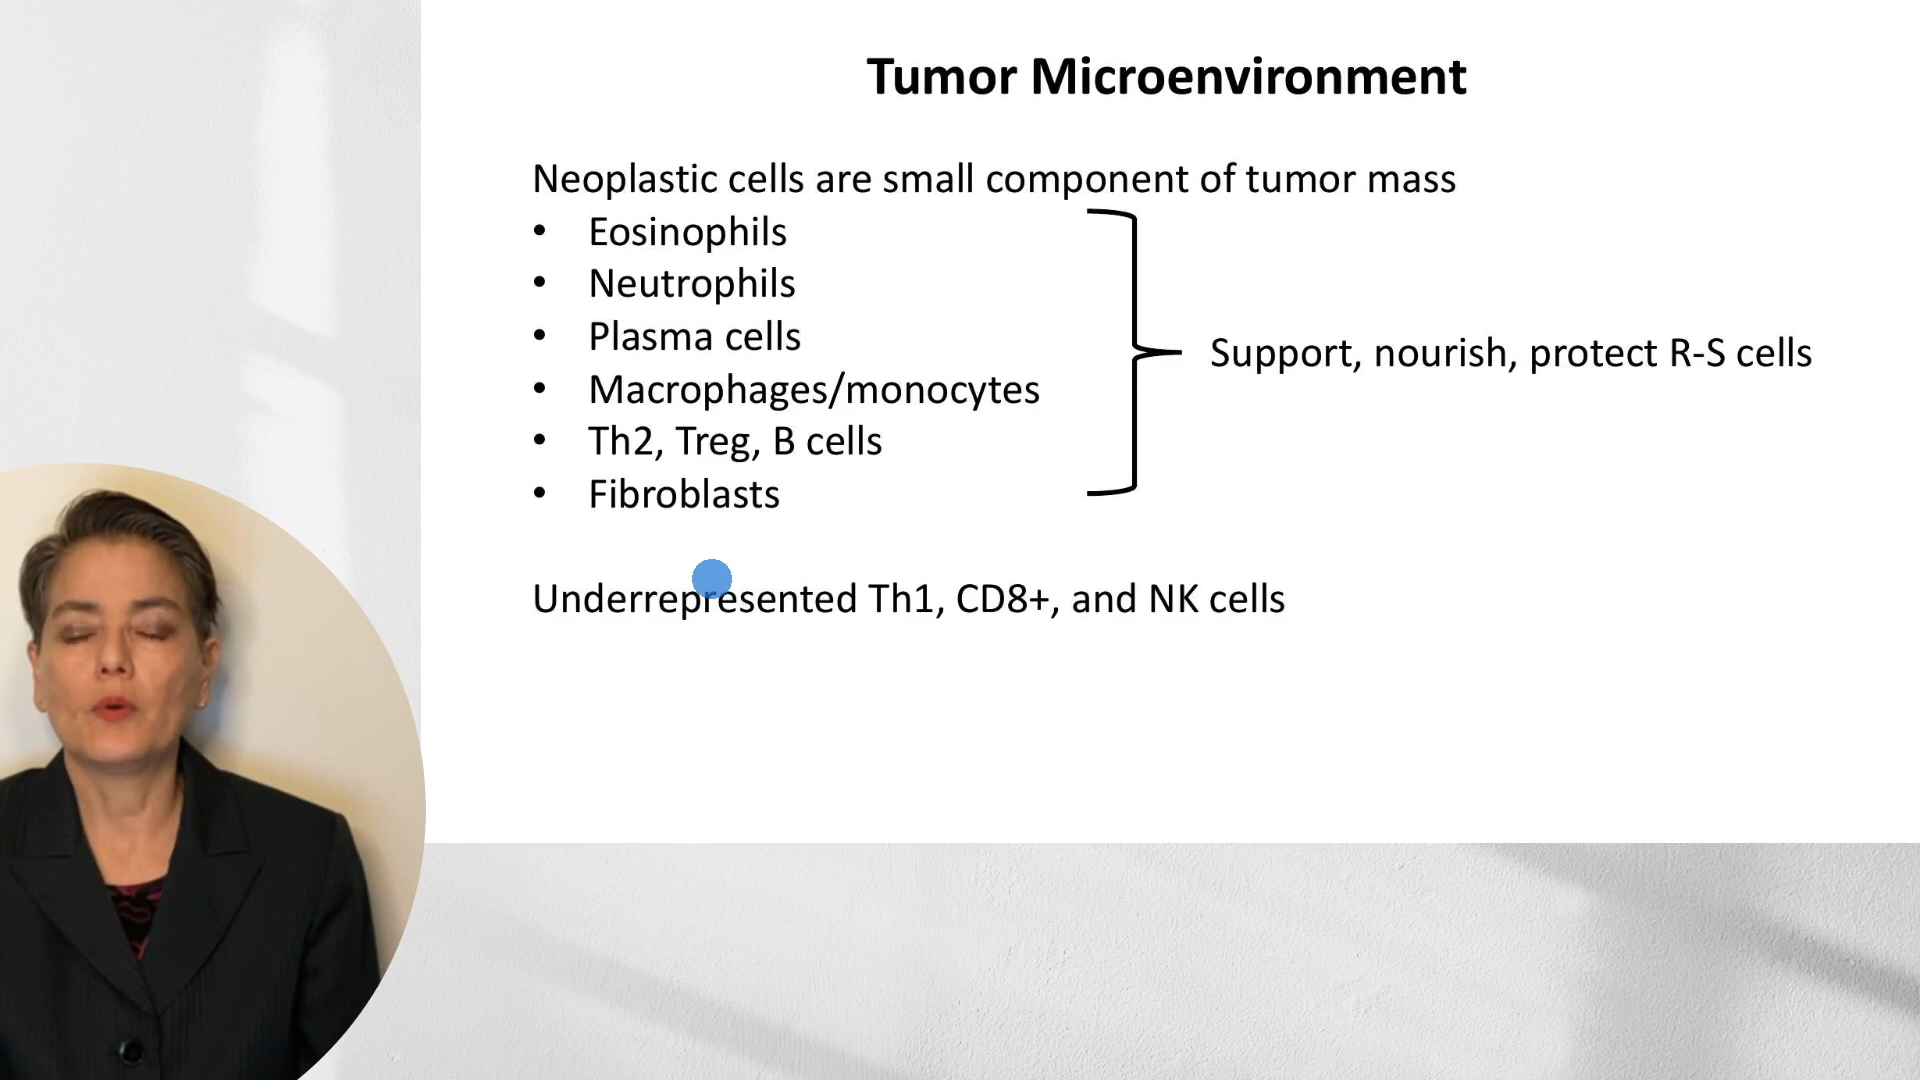 Tumor Microenvironment
Neoplastic cells are small component of tumor mass
• Eosinophils
• Neutrophils
• Plasma cells
• Macrophages/monocytes
• Th2, Treg, B cells
• Fibroblasts
Support, nourish, protect R-S cells
Underrepresented Th1, CD8+, and NK cells